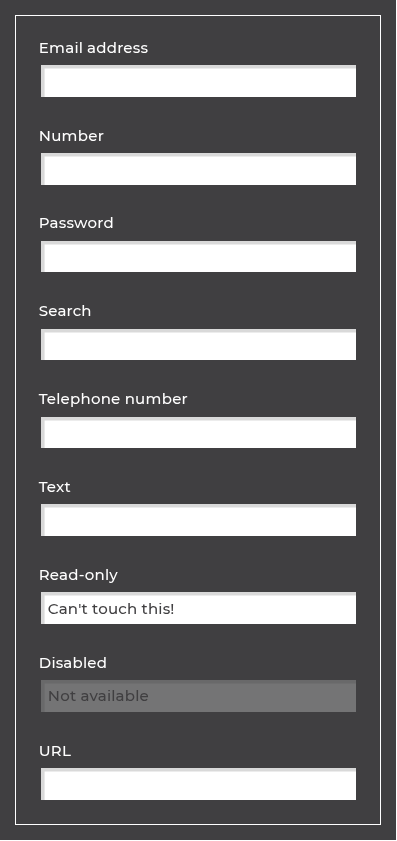 Email address
Number
Password
Search
Telephone number
Text
Read-only
Can't touch this!
Disabled
Not available
URL